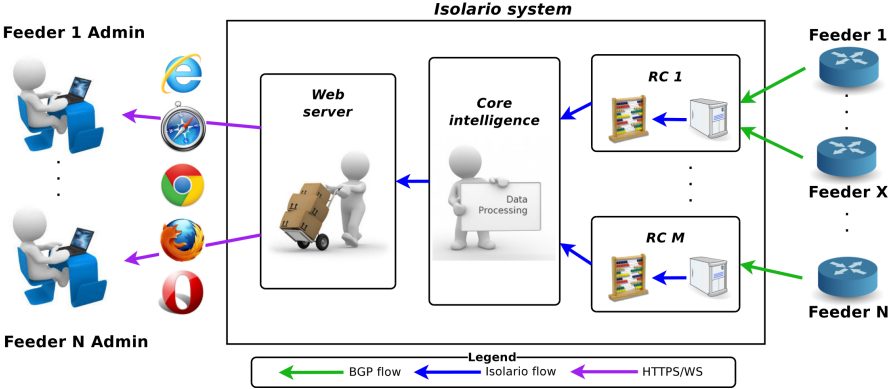 Isolario system
Feeder 1 Admin
Feeder N Admin
Web
server
Core
intelligence
Data
Processing
RC 1
RC M
Feeder 1
Feeder X
Feeder N
Legend
BGP flow
Isolario flow
HTTPS/WS